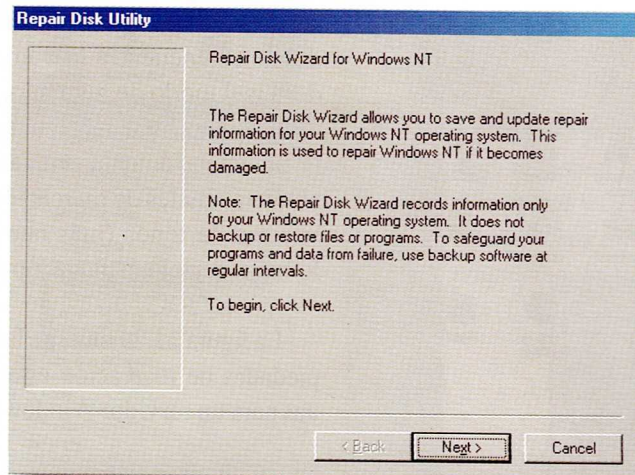 Repair Disk Utility
Repair Disk Wizard for Windows NT
The Repair Disk Wizard allows you to save and update repair
information for your Windows NT operating system. This
information is used to repair Windows NT if it becomes
damaged.
Note: The Repair Disk Wizard records information only
for your Windows NT operating system. It does not
backup or restore files or programs. To safeguard your
programs and data from failure, use backup software at
regular intervals.
To begin, click Next.
< Back
Next >
Cancel